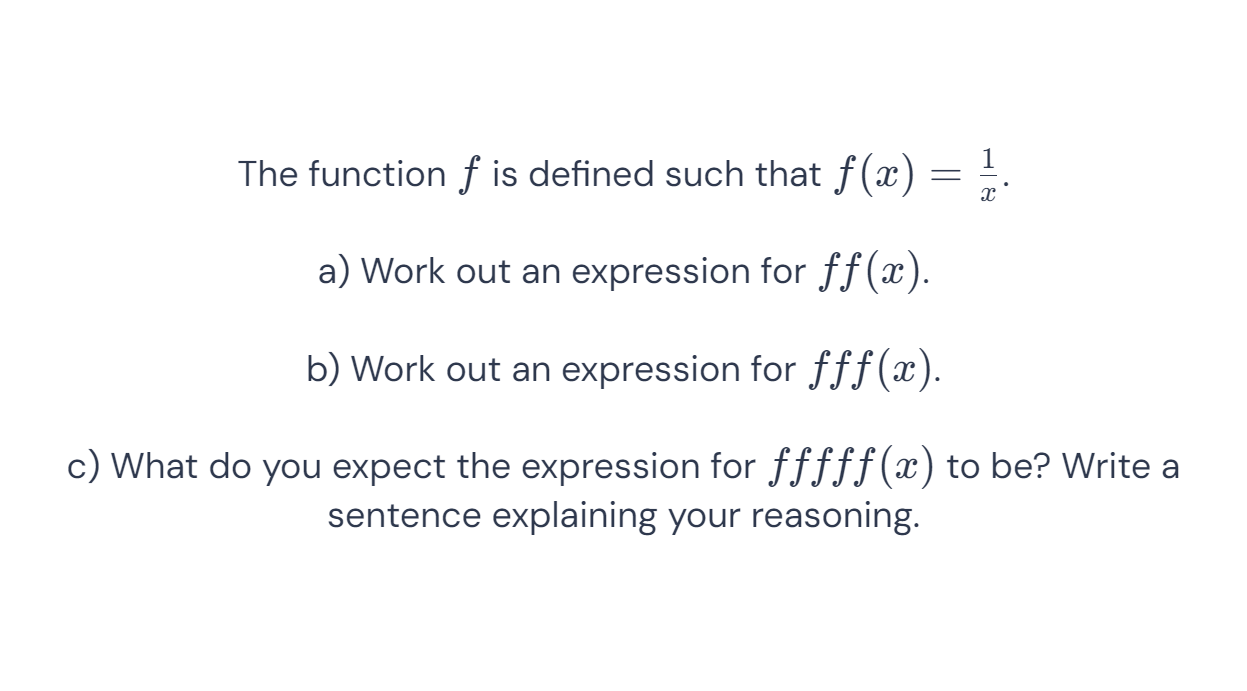 The function f is defined such that f(x) = 1/x.
a) Work out an expression for ff(x).
b) Work out an expression for fff(x).
c) What do you expect the expression for fffff(x) to be? Write a
sentence explaining your reasoning.